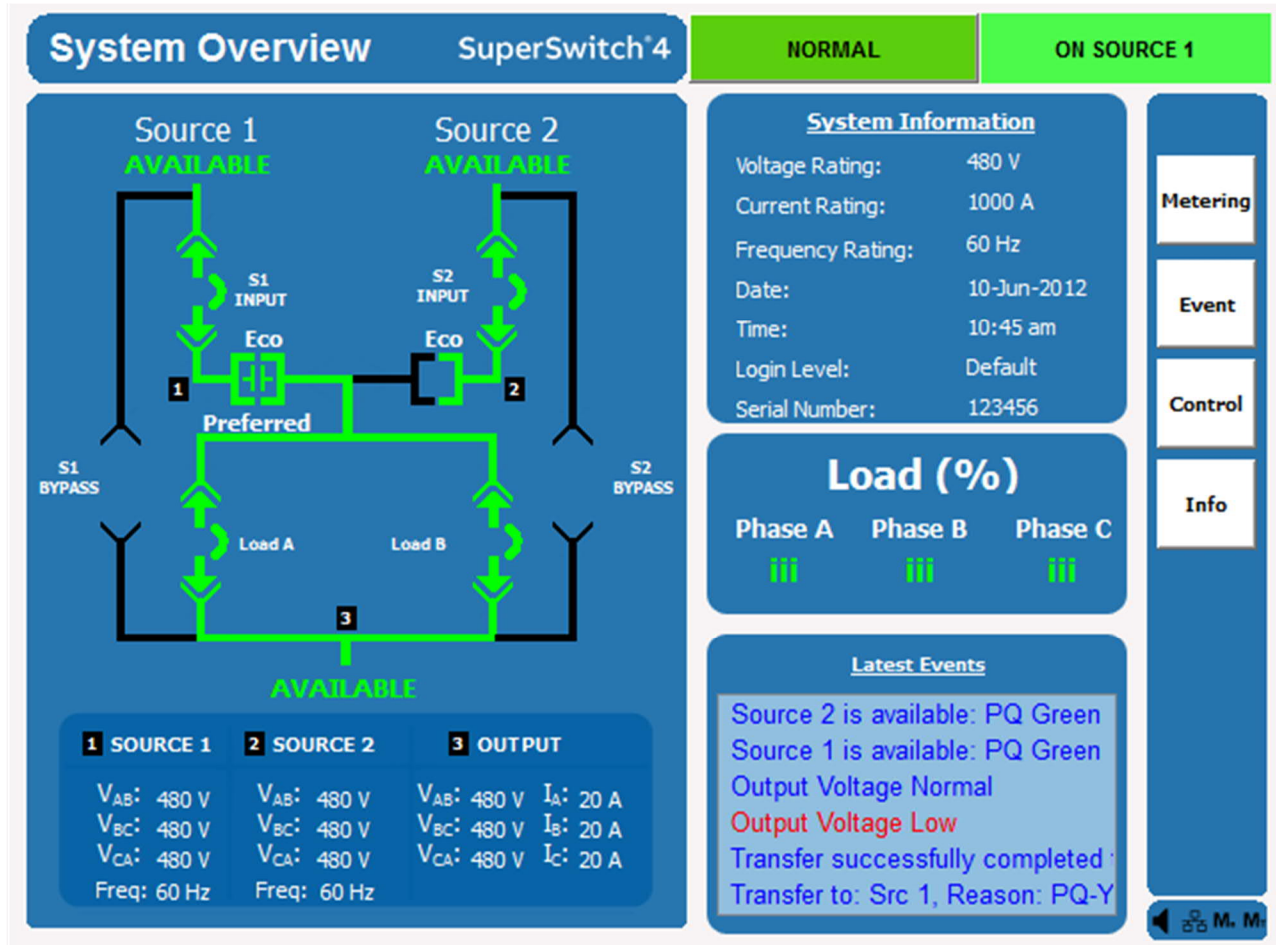 System Overview
SuperSwitch®4
NORMAL
ON SOURCE 1
Source 1
AVAILABLE
Source 2
AVAILABLE
S1
INPUT
S2
INPUT
Eco
Eco
1
2
Preferred
S1
BYPASS
S2
BYPASS
Load A
Load B
3
AVAILABLE
1 SOURCE 1
VAB: 480 V
VBC: 480 V
VCA: 480 V
Freq: 60 Hz
2 SOURCE 2
VAB: 480 V
VBC: 480 V
VCA: 480 V
Freq: 60 Hz
3 OUTPUT
VAB: 480 V IA: 20 A
VBC: 480 V IB: 20 A
VCA: 480 V IC: 20 A
System Information
Voltage Rating: 480 V
Current Rating: 1000 A
Frequency Rating: 60 Hz
Date: 10-Jun-2012
Time: 10:45 am
Login Level: Default
Serial Number: 123456
Load (%)
Phase A Phase B Phase C
iii iii iii
Latest Events
Source 2 is available: PQ Green
Source 1 is available: PQ Green
Output Voltage Normal
Output Voltage Low
Transfer successfully completed
Transfer to: Src 1, Reason: PQ-Y
Metering
Event
Control
Info